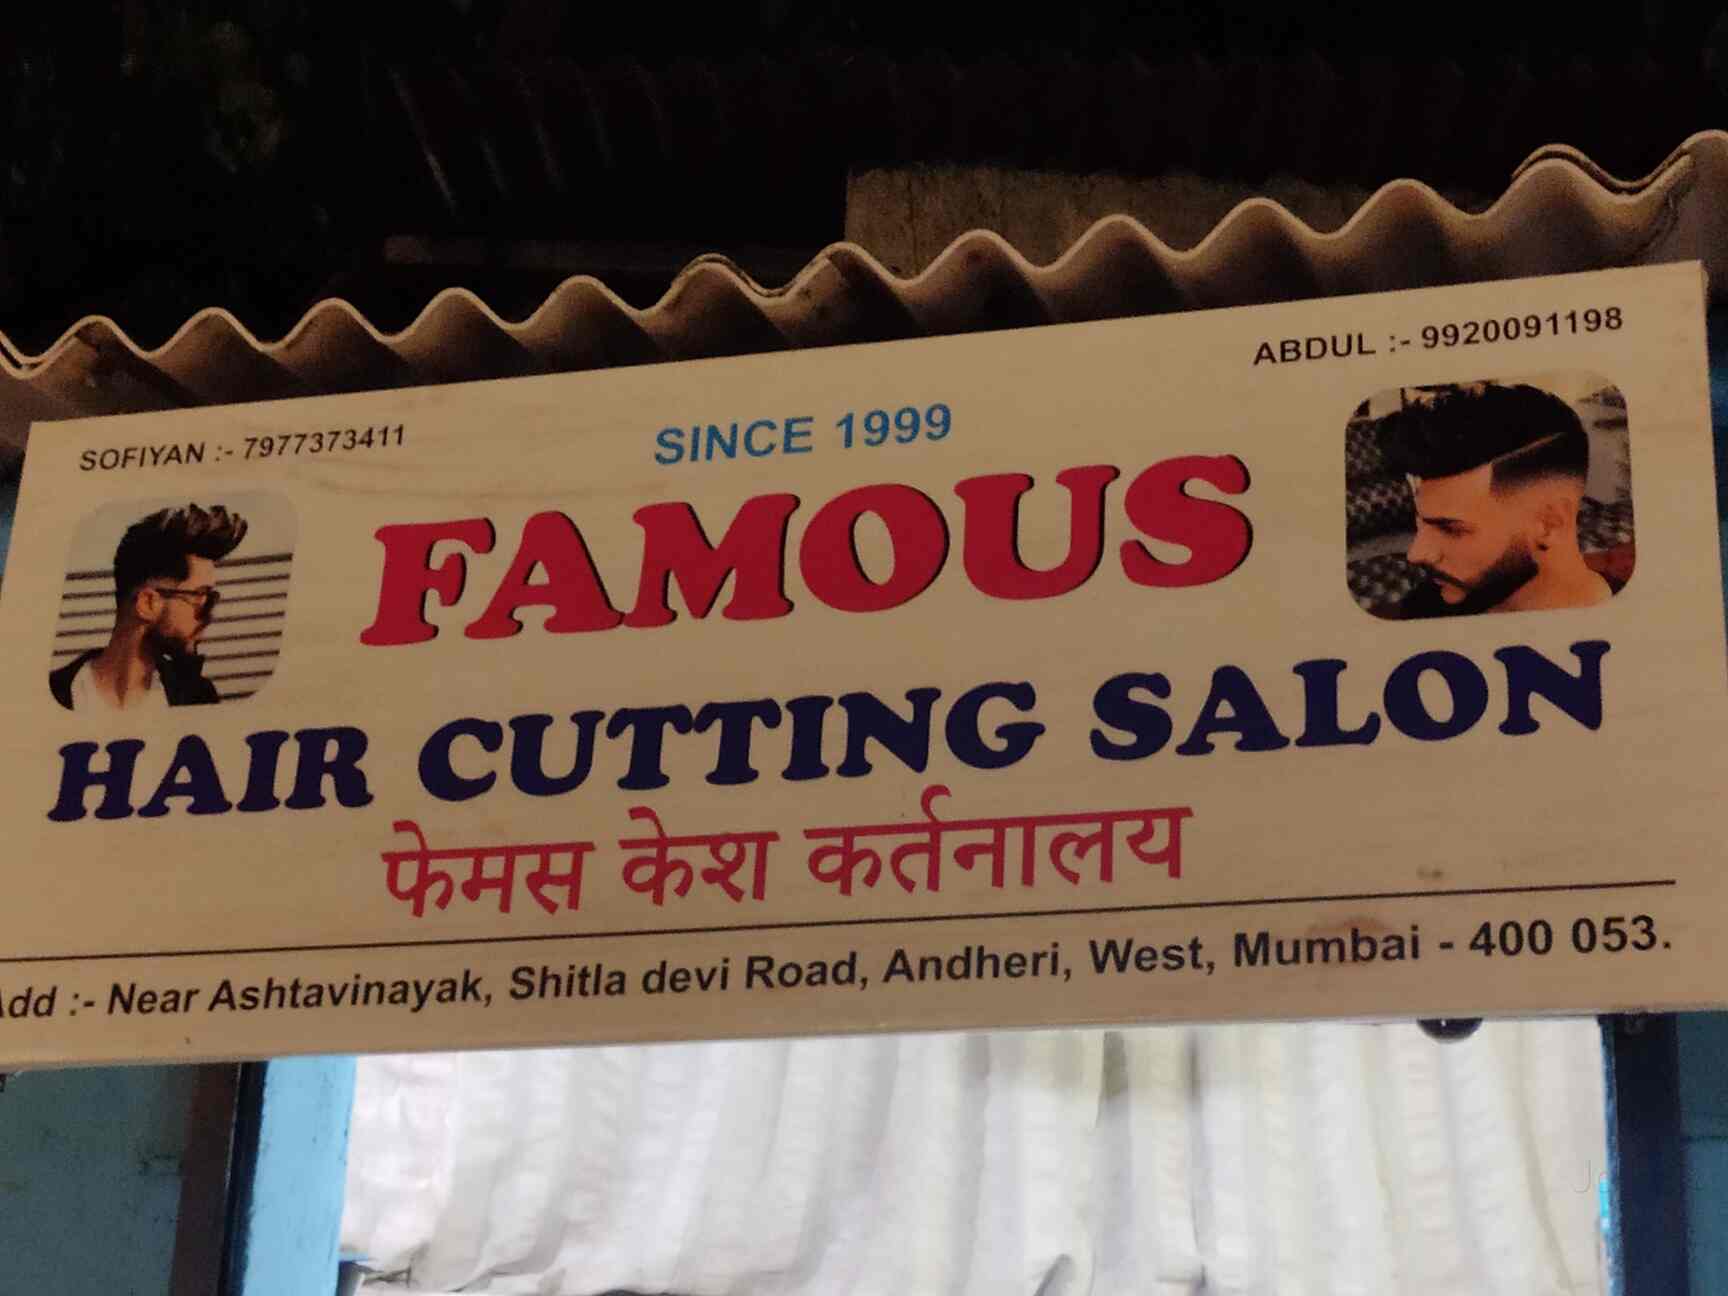 SOFIYAN :- 7977373411
ABDUL :- 9920091198
SINCE 1999
FAMOUS
HAIR CUTTING SALON
फेमस केश कर्तनालय
Add :- Near Ashtavinayak, Shitla devi Road, Andheri, West, Mumbai - 400 053.